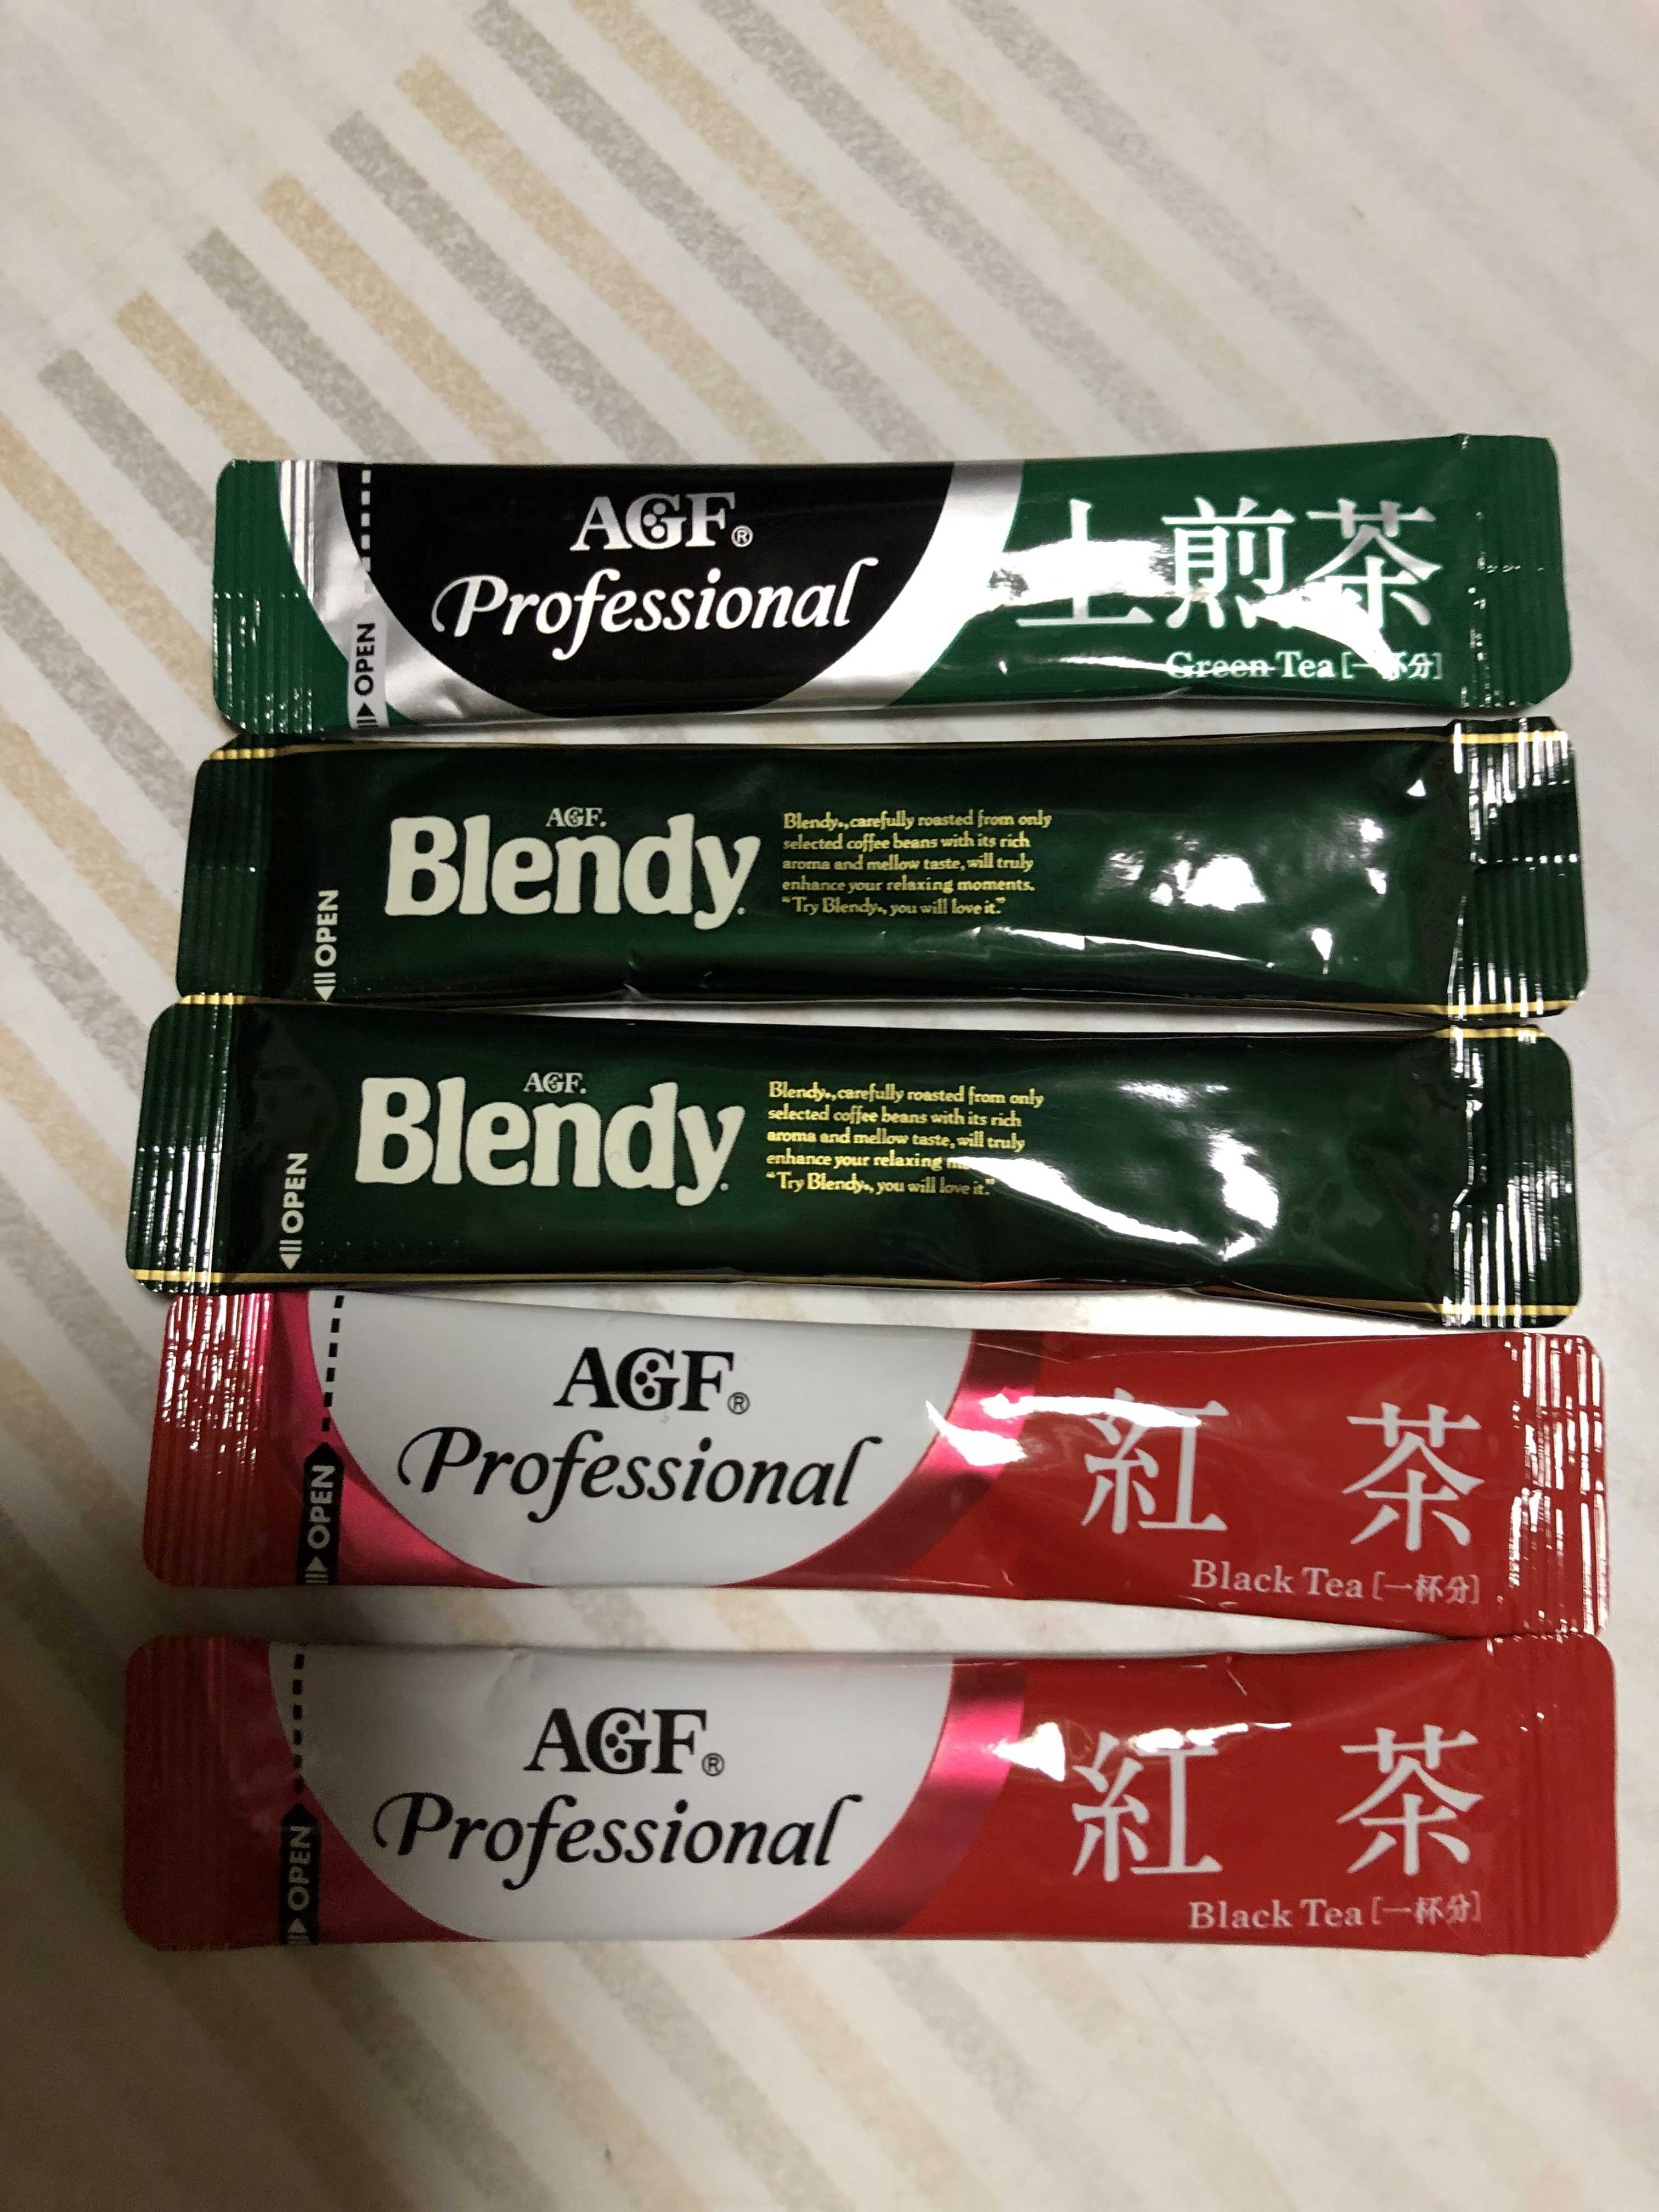 AGF®
Professional
上煎茶
OPEN
Green Tea [一杯分]
AGF®
Blendy®
Blendy®, carefully roasted from only
selected coffee beans with its rich
aroma and mellow taste, will truly
enhance your relaxing moments.
"Try Blendy®, you will love it."
OPEN
AGF®
Blendy®
Blendy®, carefully roasted from only
selected coffee beans with its rich
aroma and mellow taste, will truly
enhance your relaxing
"Try Blendy®, you will love it."
OPEN
AGF®
Professional
紅茶
OPEN
Black Tea [一杯分]
AGF®
Professional
紅茶
OPEN
Black Tea [一杯分]